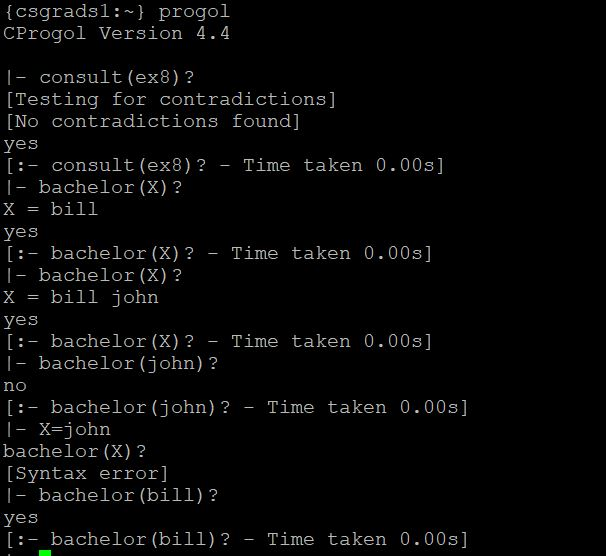 {csgrads1:~} progol
CProgol Version 4.4
|- consult(ex8)?
[Testing for contradictions]
[No contradictions found]
yes
[:- consult(ex8)? - Time taken 0.00s]
|- bachelor(X)?
X = bill
yes
[:- bachelor(X)? - Time taken 0.00s]
|- bachelor(X)?
X = bill john
yes
[:- bachelor(X)? - Time taken 0.00s]
|- bachelor(john)?
no
[:- bachelor(john)? - Time taken 0.00s]
|- X=john
bachelor(X)?
[Syntax error]
|- bachelor(bill)?
yes
[:- bachelor(bill)? - Time taken 0.00s]
|-